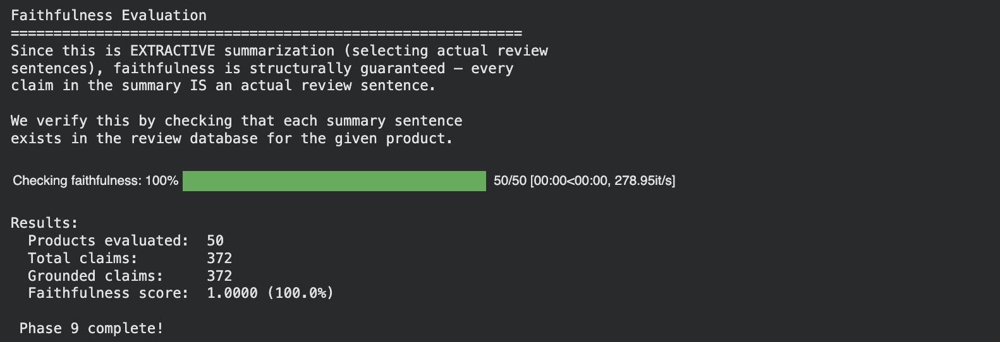 Faithfulness Evaluation
============================================================
Since this is EXTRACTIVE summarization (selecting actual review
sentences), faithfulness is structurally guaranteed — every
claim in the summary IS an actual review sentence.
We verify this by checking that each summary sentence
exists in the review database for the given product.
Checking faithfulness: 100% 50/50 [00:00<00:00, 278.95it/s]
Results:
  Products evaluated:  50
  Total claims:        372
  Grounded claims:     372
  Faithfulness score:  1.0000 (100.0%)
 Phase 9 complete!